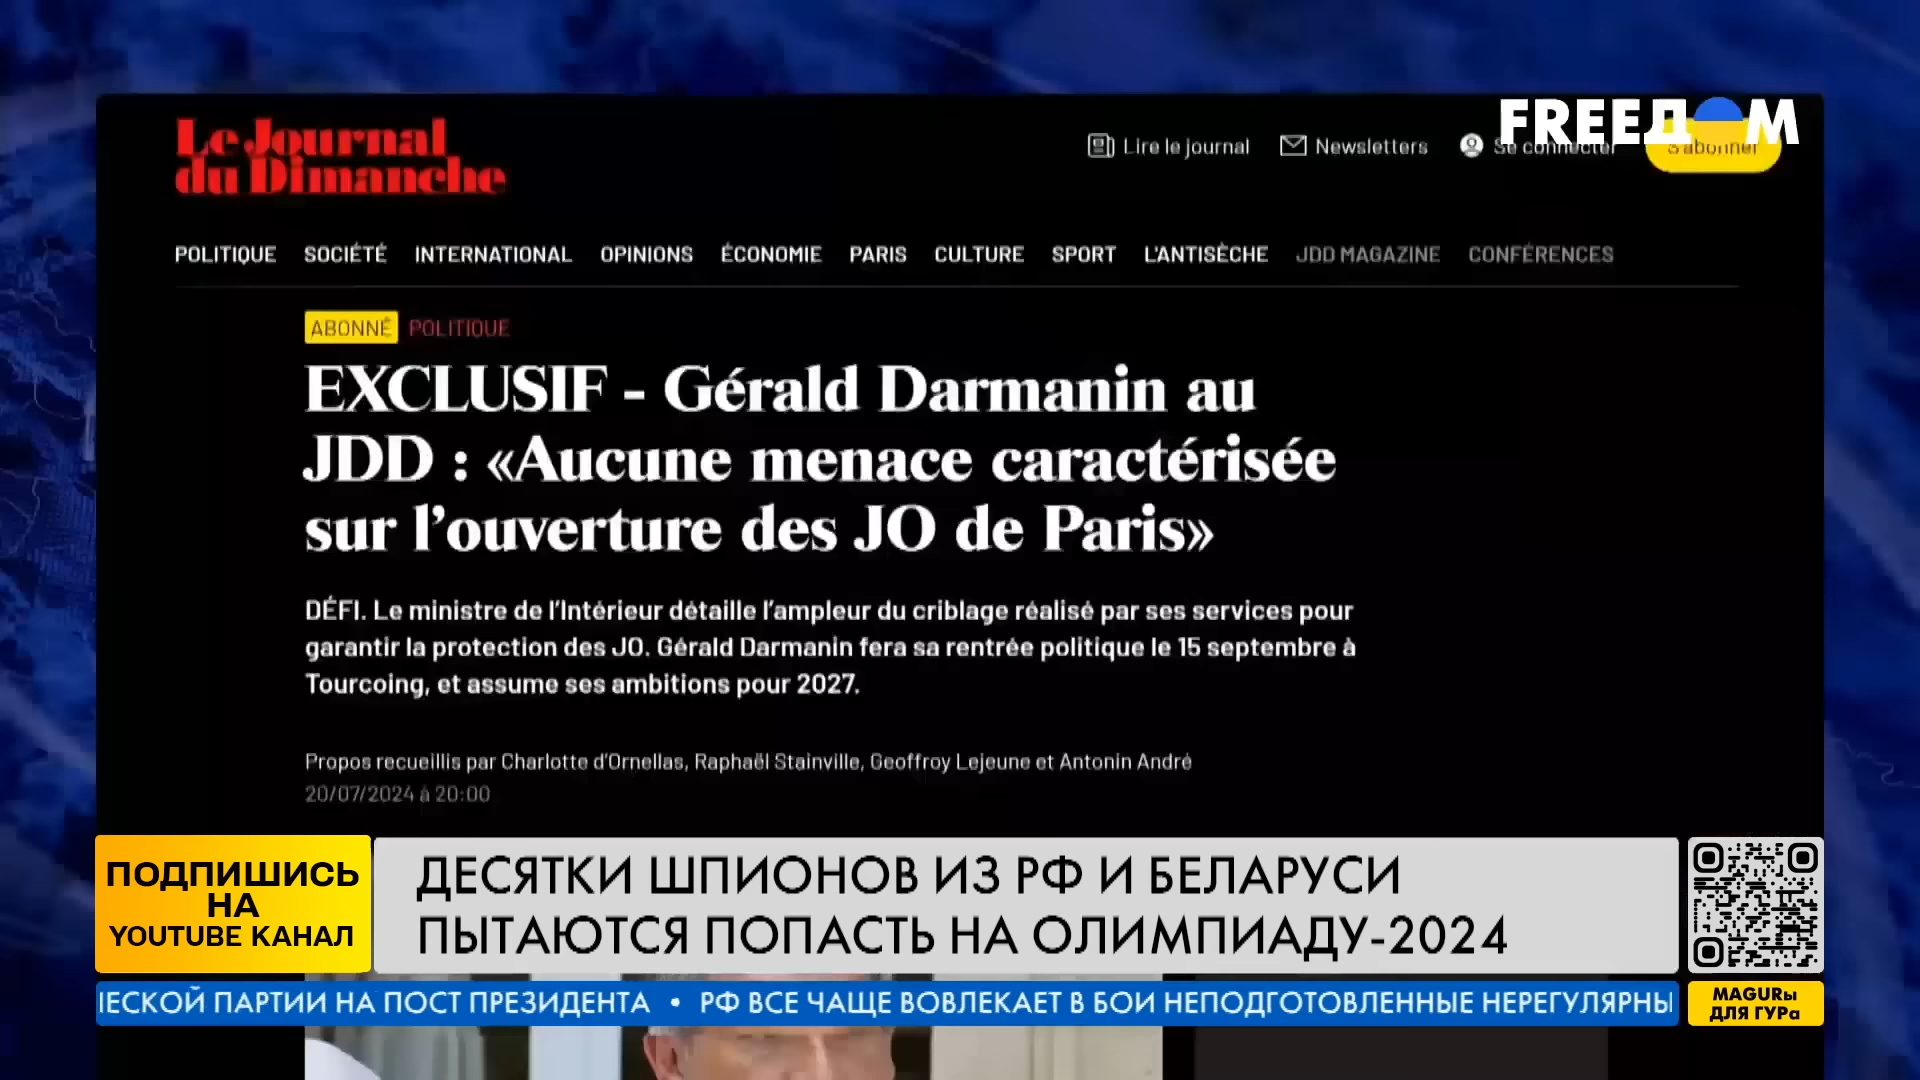 FREEДOM
Le Journal
du Dimanche
Lire le journal Newsletters Se connecter S'abonner
POLITIQUE SOCIÉTÉ INTERNATIONAL OPINIONS ÉCONOMIE PARIS CULTURE SPORT L'ANTISÈCHE JDD MAGAZINE CONFÉRENCES
ABONNÉ POLITIQUE
EXCLUSIF - Gérald Darmanin au
JDD : «Aucune menace caractérisée
sur l’ouverture des JO de Paris»
DÉFI. Le ministre de l’Intérieur détaille l’ampleur du criblage réalisé par ses services pour
garantir la protection des JO. Gérald Darmanin fera sa rentrée politique le 15 septembre à
Tourcoing, et assume ses ambitions pour 2027.
Propos recueillis par Charlotte d’Ornellas, Raphaël Stainville, Geoffroy Lejeune et Antonin André
20/07/2024 à 20:00
ПОДПИШИСЬ
НА
YOUTUBE КАНАЛ
ДЕСЯТКИ ШПИОНОВ ИЗ РФ И БЕЛАРУСИ
ПЫТАЮТСЯ ПОПАСТЬ НА ОЛИМПИАДУ-2024
ЧЕСКОЙ ПАРТИИ НА ПОСТ ПРЕЗИДЕНТА • РФ ВСЕ ЧАЩЕ ВОВЛЕКАЕТ В БОИ НЕПОДГОТОВЛЕННЫЕ НЕРЕГУЛЯРНЫ
MAGURы
ДЛЯ ГУРа